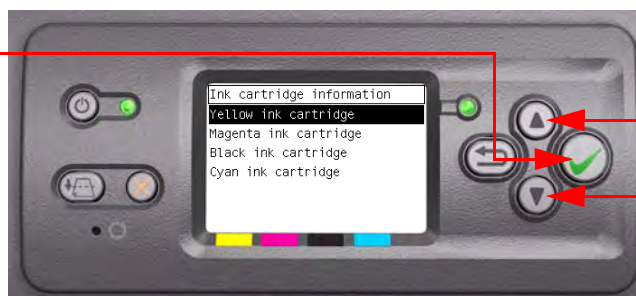 Ink cartridge information
Yellow ink cartridge
Magenta ink cartridge
Black ink cartridge
Cyan ink cartridge